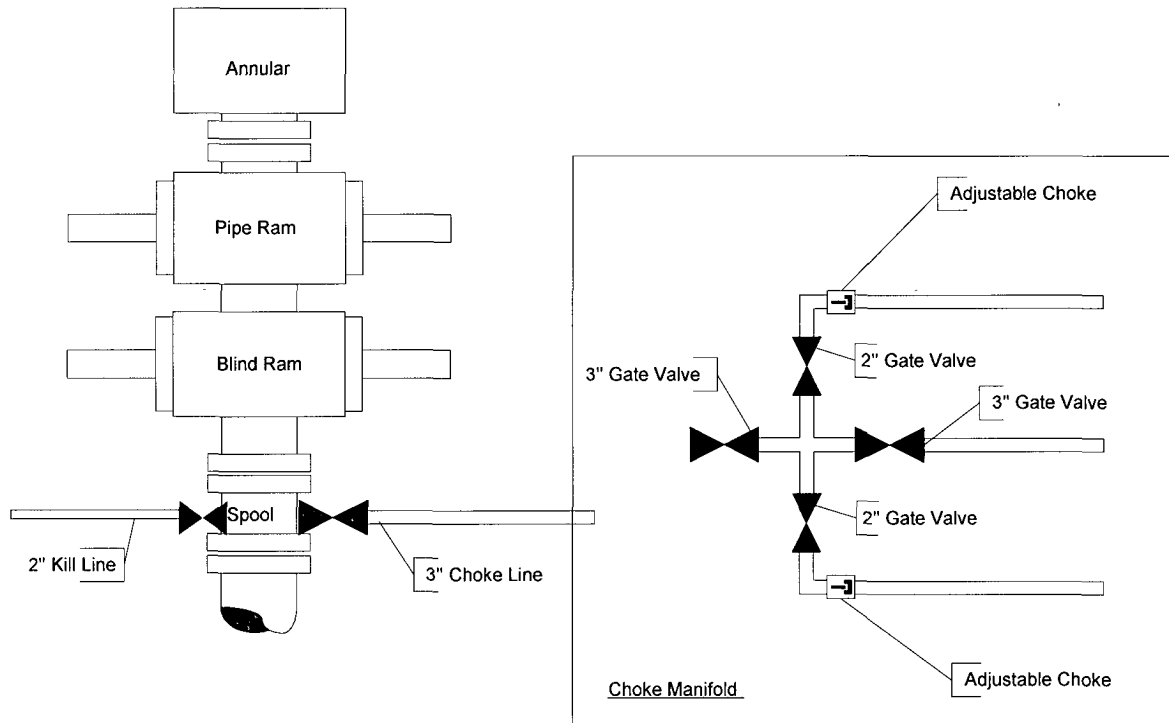 Annular
Pipe Ram
Blind Ram
Spool
2" Kill Line
3" Choke Line
Adjustable Choke
2" Gate Valve
3" Gate Valve
3" Gate Valve
2" Gate Valve
Adjustable Choke
Choke Manifold